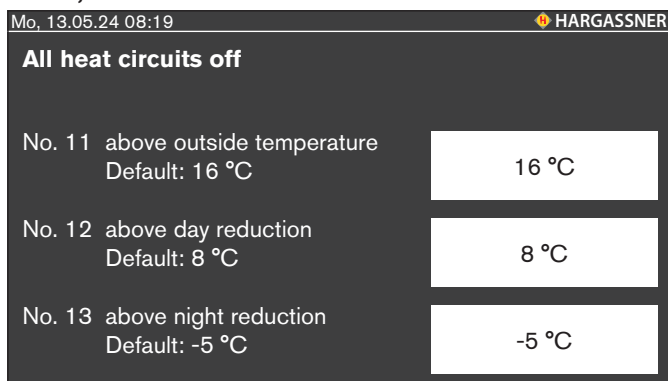 Mo, 13.05.24 08:19 HARGASSNER
All heat circuits off
No. 11 above outside temperature
Default: 16 °C
16 °C
No. 12 above day reduction
Default: 8 °C
8 °C
No. 13 above night reduction
Default: -5 °C
-5 °C